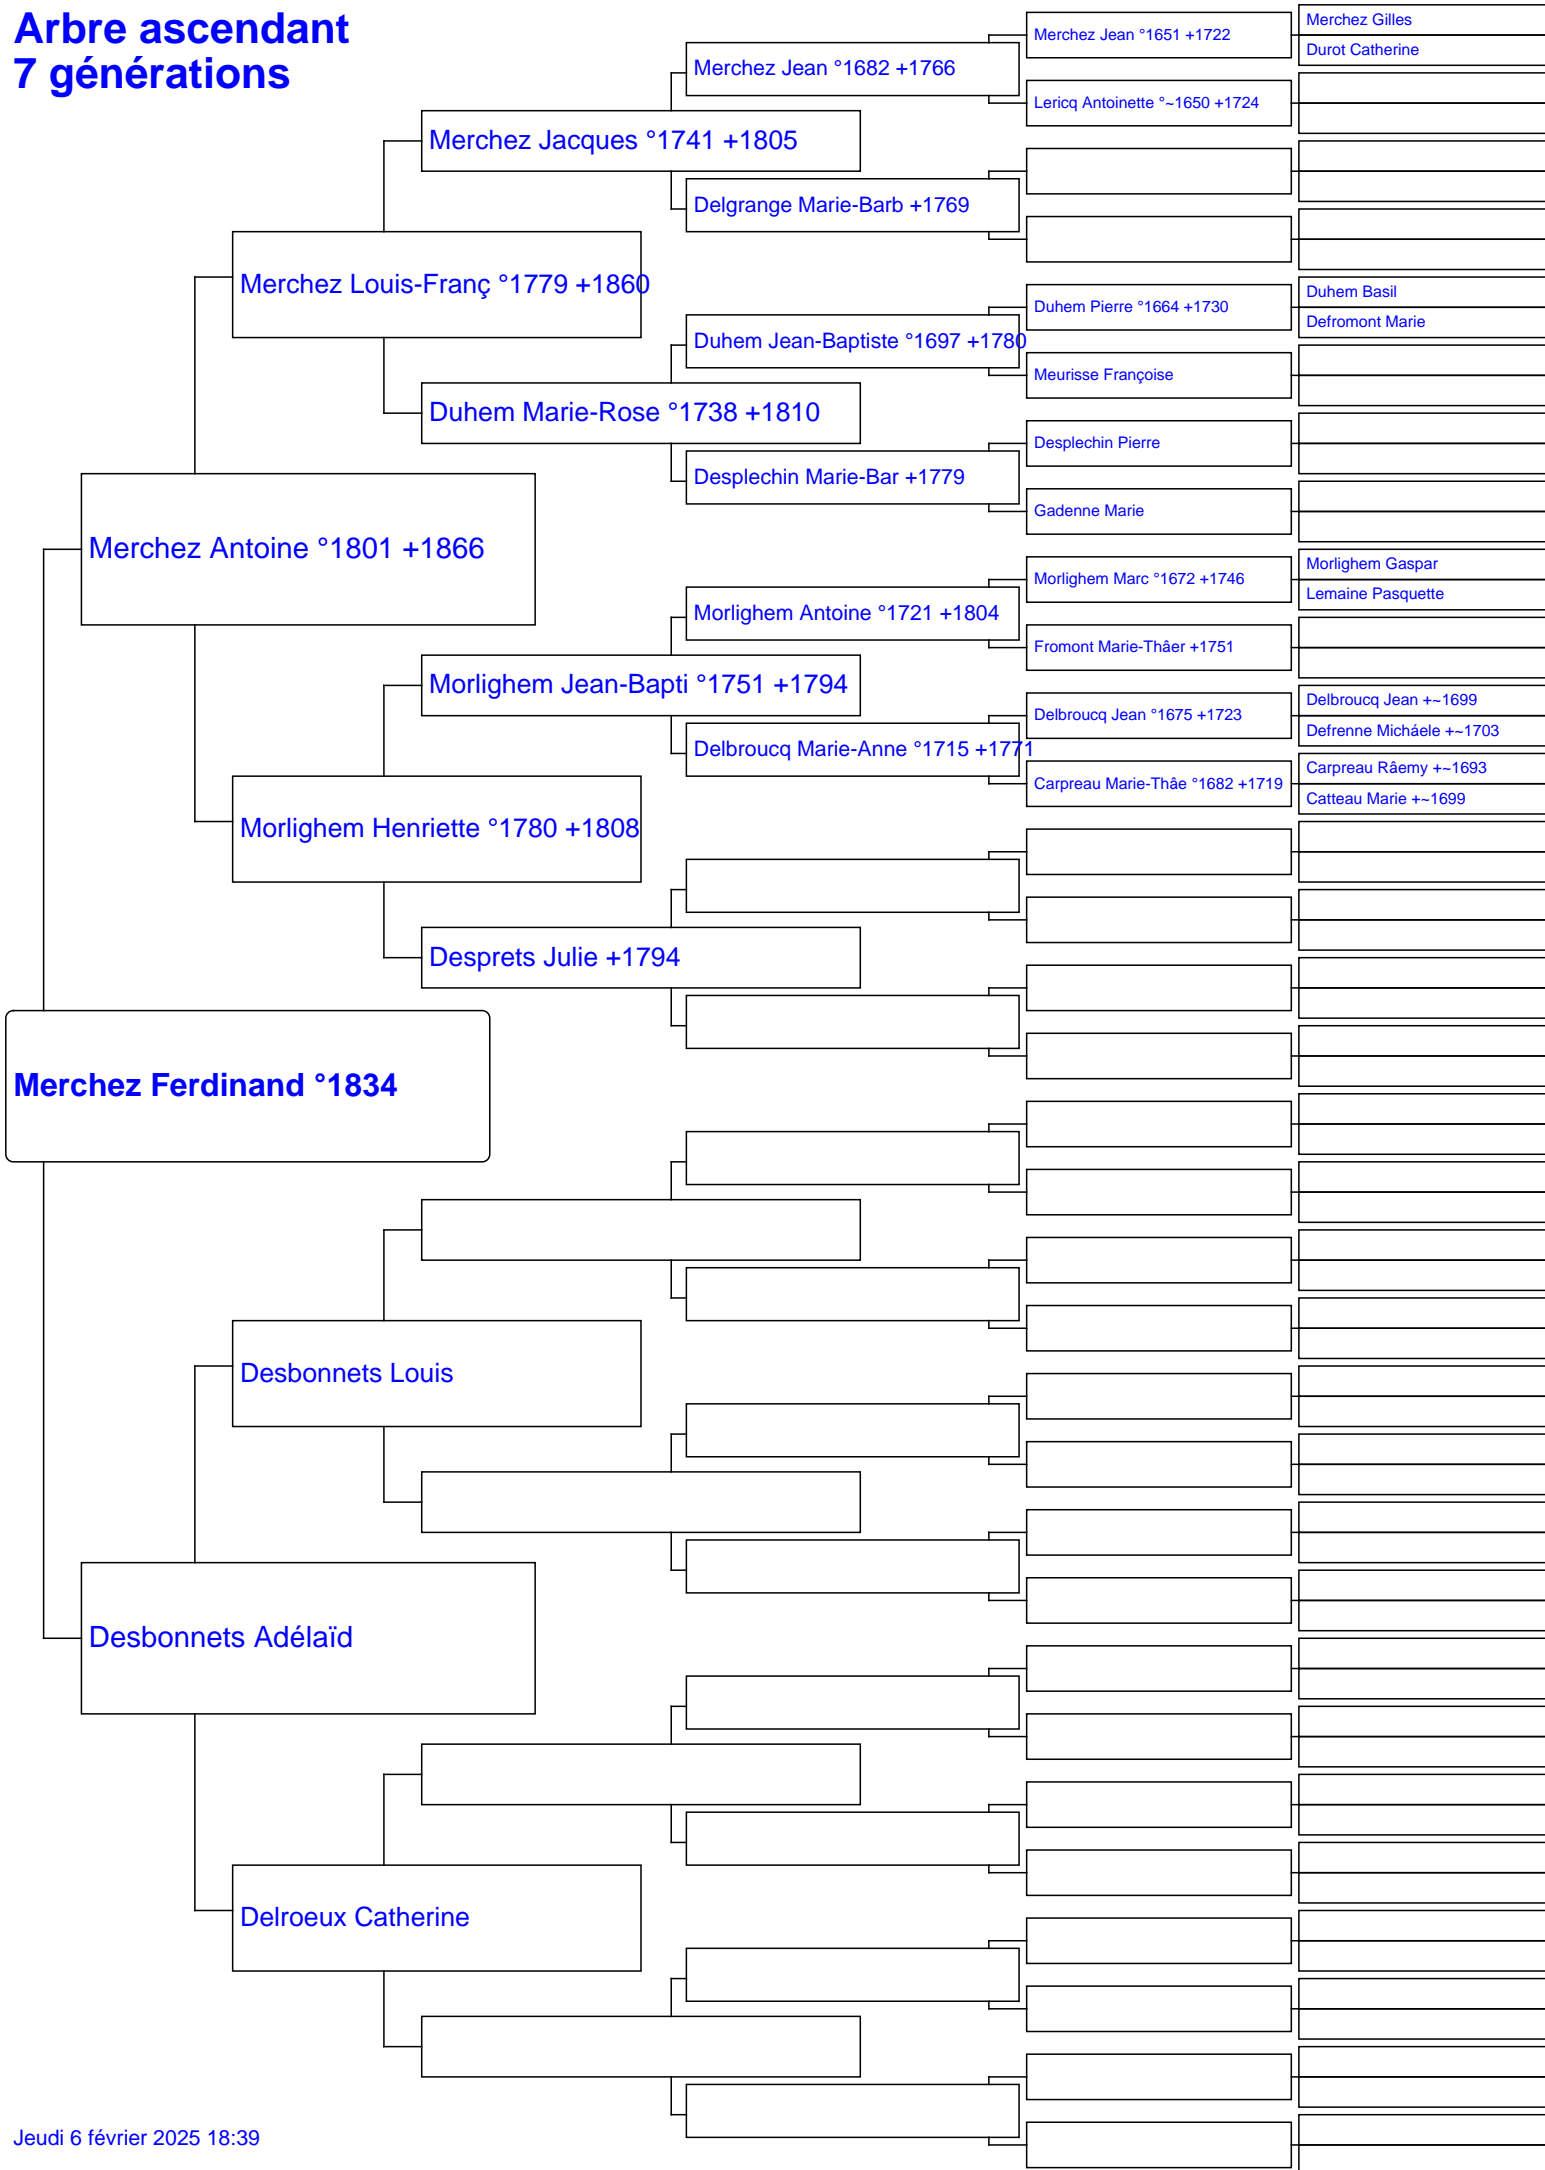 Arbre ascendant
7 générations
Merchez Ferdinand °1834
Merchez Antoine °1801 +1866
Desbonnets Adélaïd
Merchez Louis-Franç °1779 +1860
Morlighem Henriette °1780 +1808
Desbonnets Louis
Delroeux Catherine
Merchez Jacques °1741 +1805
Duhem Marie-Rose °1738 +1810
Morlighem Jean-Bapti °1751 +1794
Desprets Julie +1794
Merchez Jean °1682 +1766
Delgrange Marie-Barb +1769
Duhem Jean-Baptiste °1697 +1780
Desplechin Marie-Bar +1779
Morlighem Antoine °1721 +1804
Delbroucq Marie-Anne °1715 +1771
Merchez Jean °1651 +1722
Lericq Antoinette °~1650 +1724
Duhem Pierre °1664 +1730
Meurisse Françoise
Desplechin Pierre
Gadenne Marie
Morlighem Marc °1672 +1746
Fromont Marie-Thâer +1751
Delbroucq Jean °1675 +1723
Carpreau Marie-Thâe °1682 +1719
Merchez Gilles
Durot Catherine
Duhem Basil
Defromont Marie
Morlighem Gaspar
Lemaine Pasquette
Delbroucq Jean +~1699
Defrenne Micháele +~1703
Carpreau Râemy +~1693
Catteau Marie +~1699
Jeudi 6 février 2025 18:39